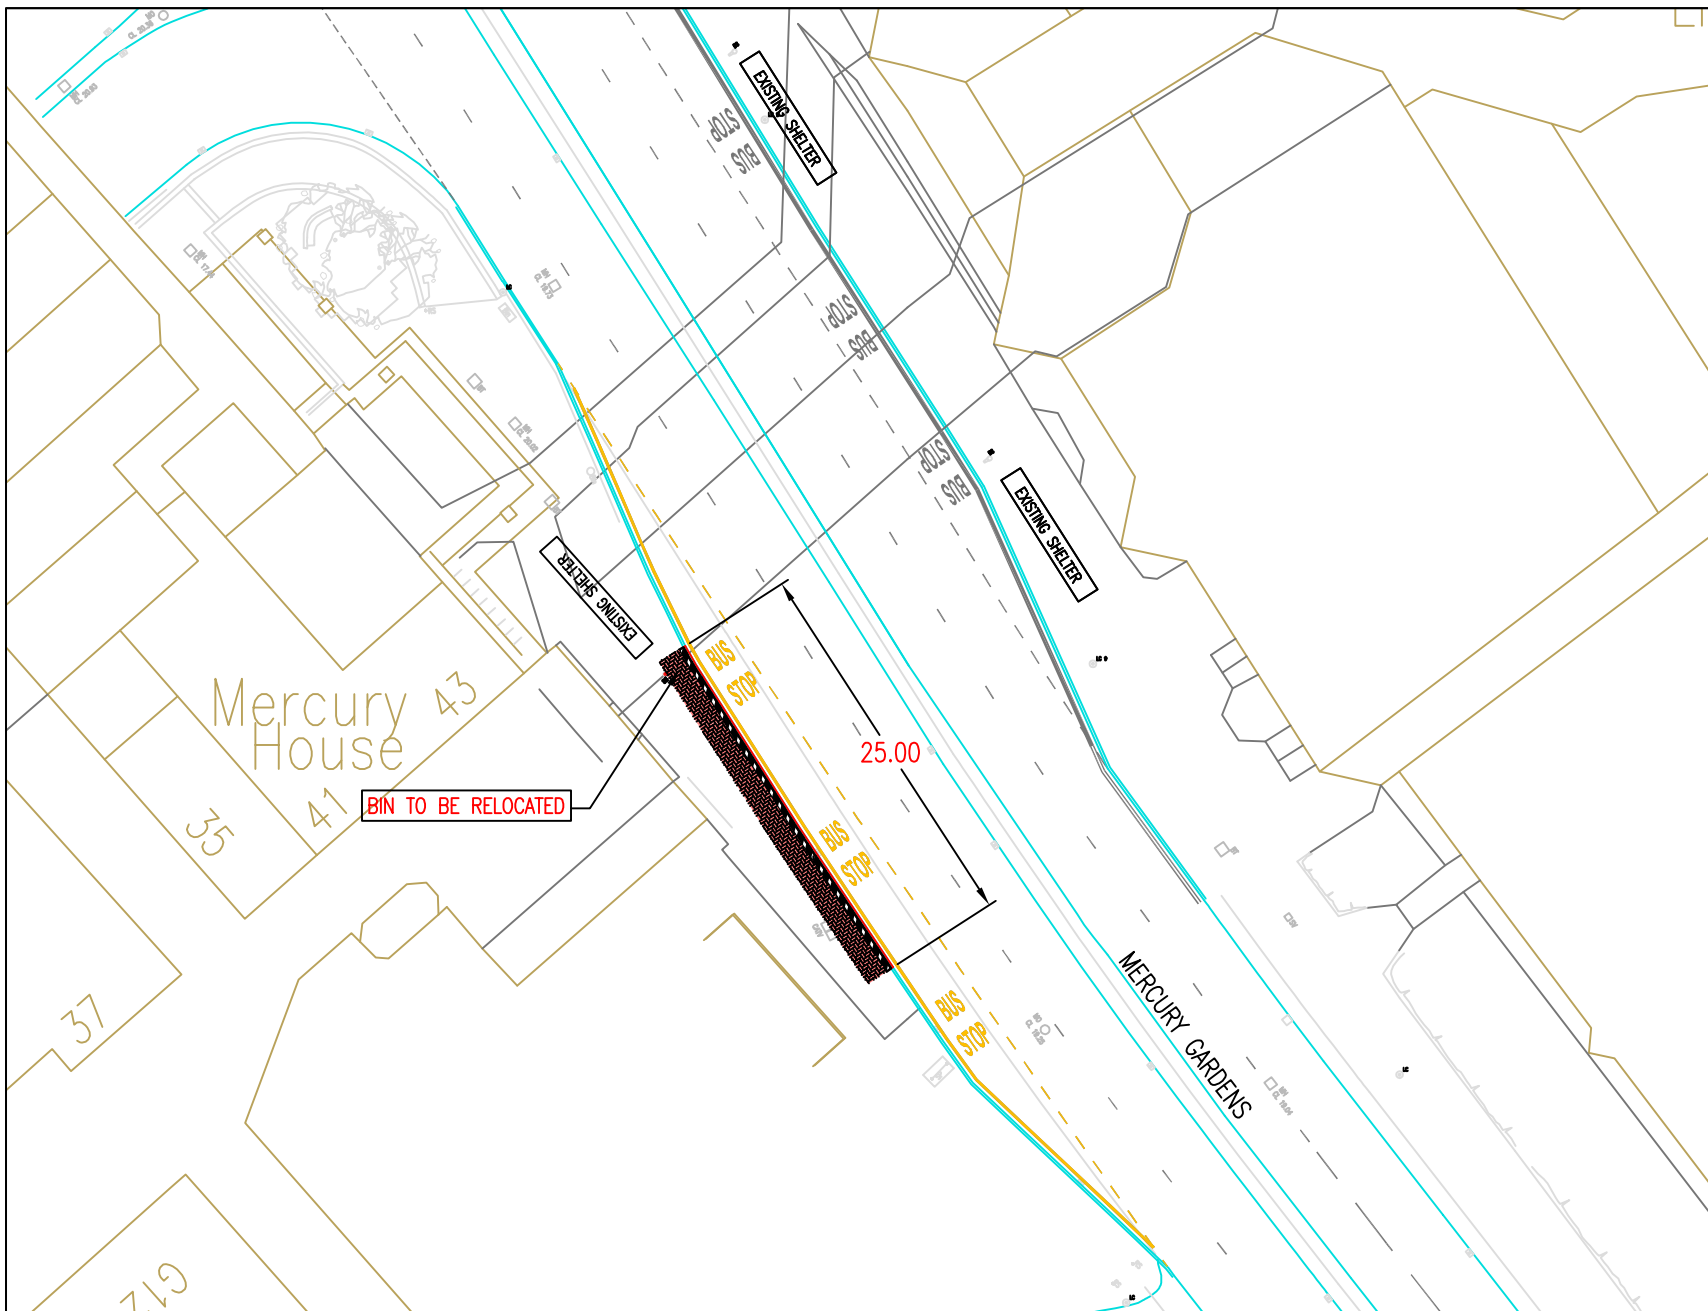 EXISTING SHELTER
BUS
STOP
BUS
STOP
EXISTING SHELTER
BUS
STOP
EXISTING SHELTER
BUS
STOP
25.00
Mercury
House
43
41
35
37
BIN TO BE RELOCATED
BUS
STOP
BUS
STOP
MERCURY GARDENS